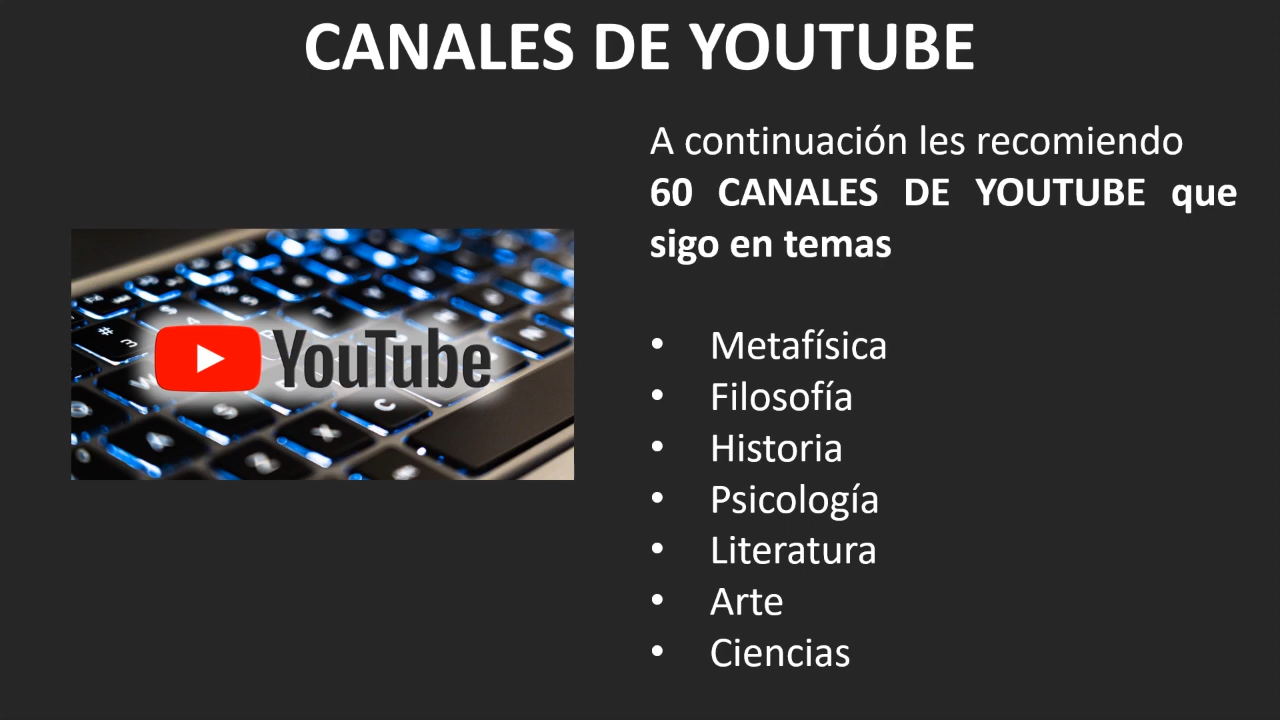 CANALES DE YOUTUBE
A continuación les recomiendo
60 CANALES DE YOUTUBE que
sigo en temas
• Metafísica
• Filosofía
• Historia
• Psicología
• Literatura
• Arte
• Ciencias
YouTube